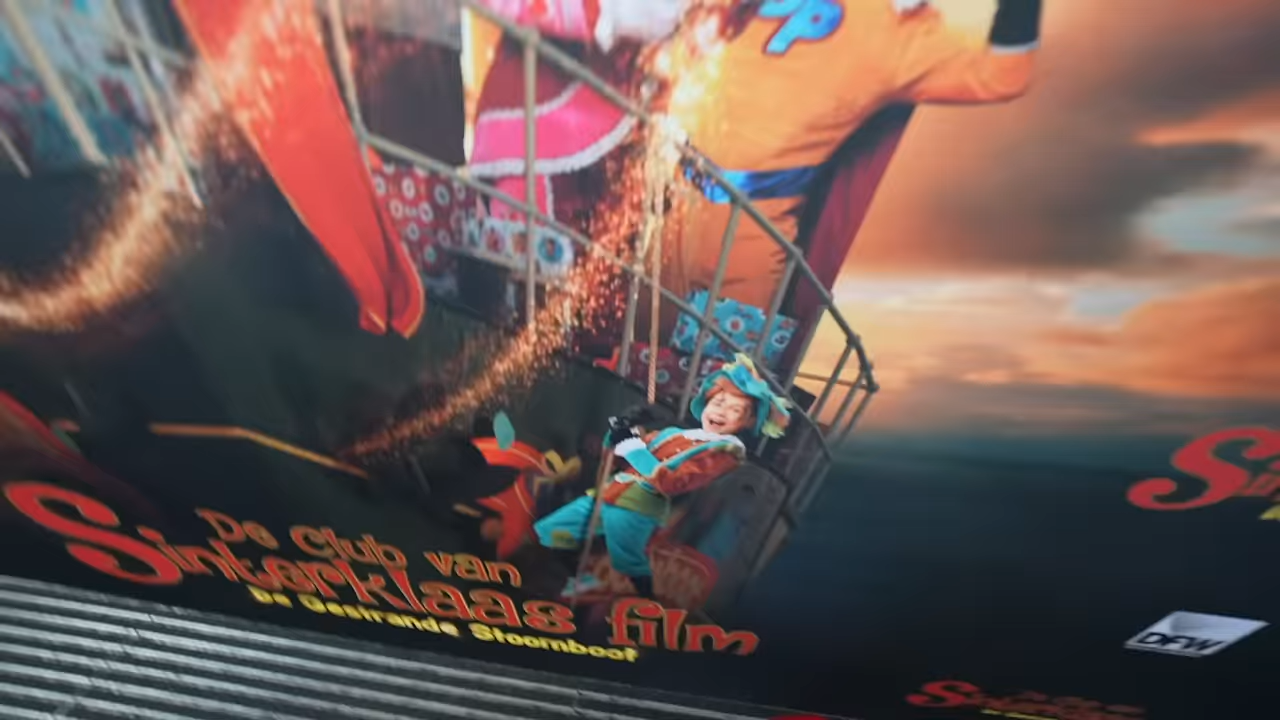 De Club van
Sinterklaas film
De Gestrande Stoomboot
DFW